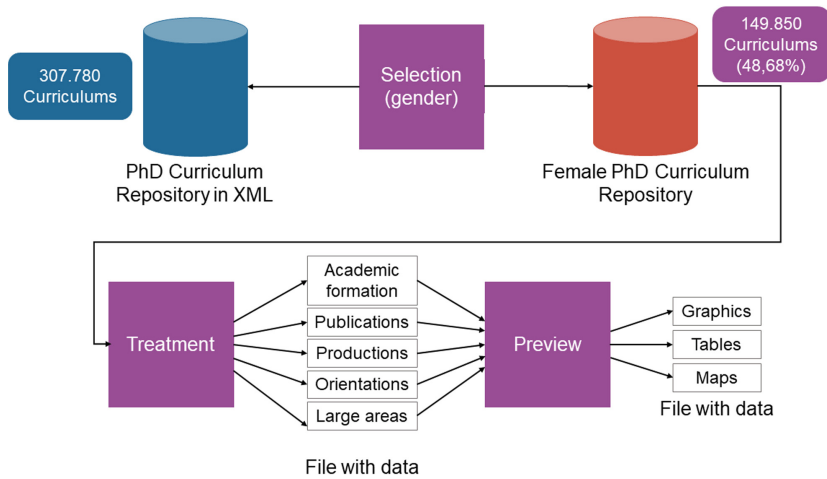 307.780
Curriculums
Selection
(gender)
149.850
Curriculums
(48,68%)
PhD Curriculum
Repository in XML
Female PhD Curriculum
Repository
Treatment
Academic
formation
Publications
Productions
Orientations
Large areas
File with data
Preview
Graphics
Tables
Maps
File with data